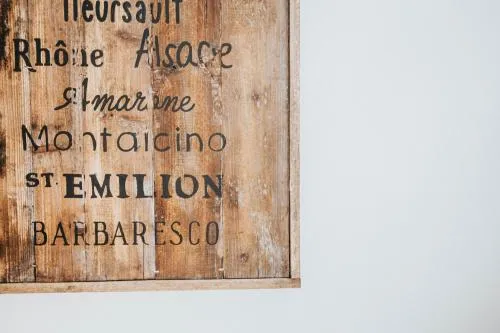 Meursault
Rhône Alsace
Amarone
Montalcino
ST. EMILION
BARBARESCO